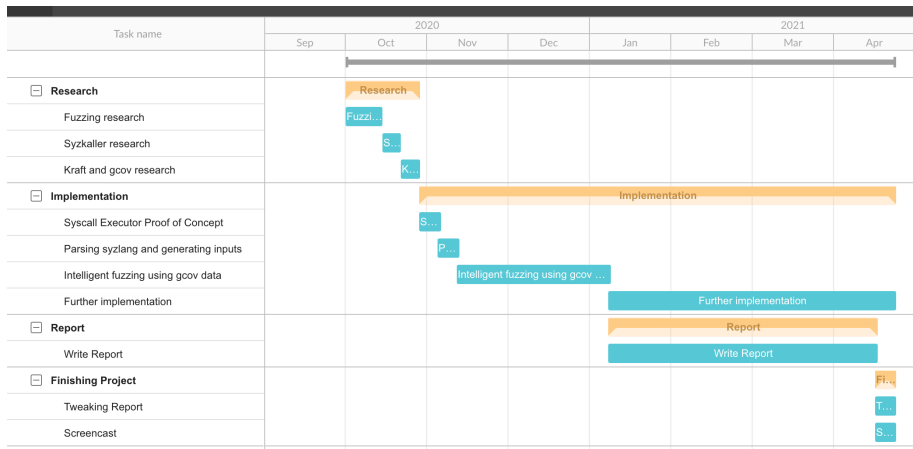 Task name
2020
2021
Sep
Oct
Nov
Dec
Jan
Feb
Mar
Apr
Research
Research
Fuzzing research
Fuzzi...
Syzkaller research
S...
Kraft and gcov research
K...
Implementation
Implementation
Syscall Executor Proof of Concept
S...
Parsing syzlang and generating inputs
P...
Intelligent fuzzing using gcov data
Intelligent fuzzing using gcov ...
Further implementation
Further implementation
Report
Report
Write Report
Write Report
Finishing Project
Fi...
Tweaking Report
T...
Screencast
S...